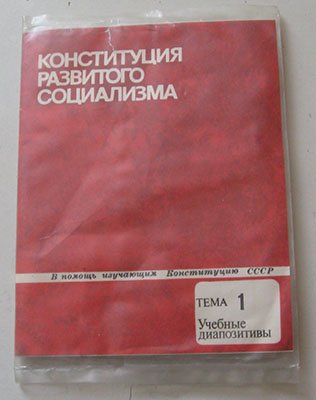 КОНСТИТУЦИЯ
РАЗВИТОГО
СОЦИАЛИЗМА
В помощь изучающим Конституцию СССР
ТЕМА 1
Учебные
диапозитивы